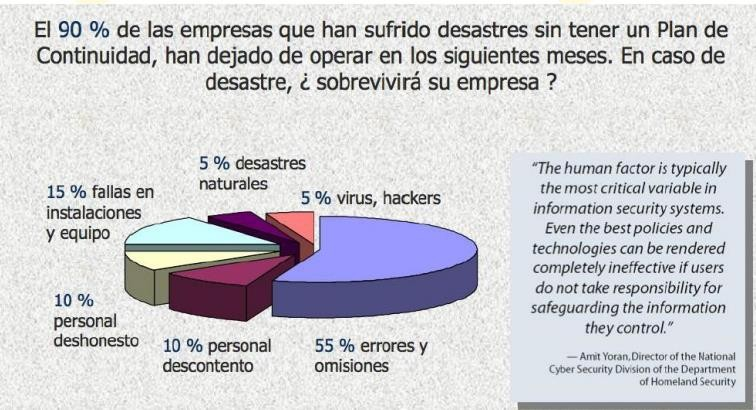 El 90 % de las empresas que han sufrido desastres sin tener un Plan de
Continuidad, han dejado de operar en los siguientes meses. En caso de
desastre, ¿ sobrevivirá su empresa ?
5 % desastres
naturales
5 % virus, hackers
15 % fallas en
instalaciones
y equipo
10 %
personal
deshonesto
10 % personal
descontento
55 % errores y
omisiones
"The human factor is typically
the most critical variable in
information security systems.
Even the best policies and
technologies can be rendered
completely ineffective if users
do not take responsibility for
safeguarding the information
they control."
— Amit Yoran, Director of the National
Cyber Security Division of the Department
of Homeland Security